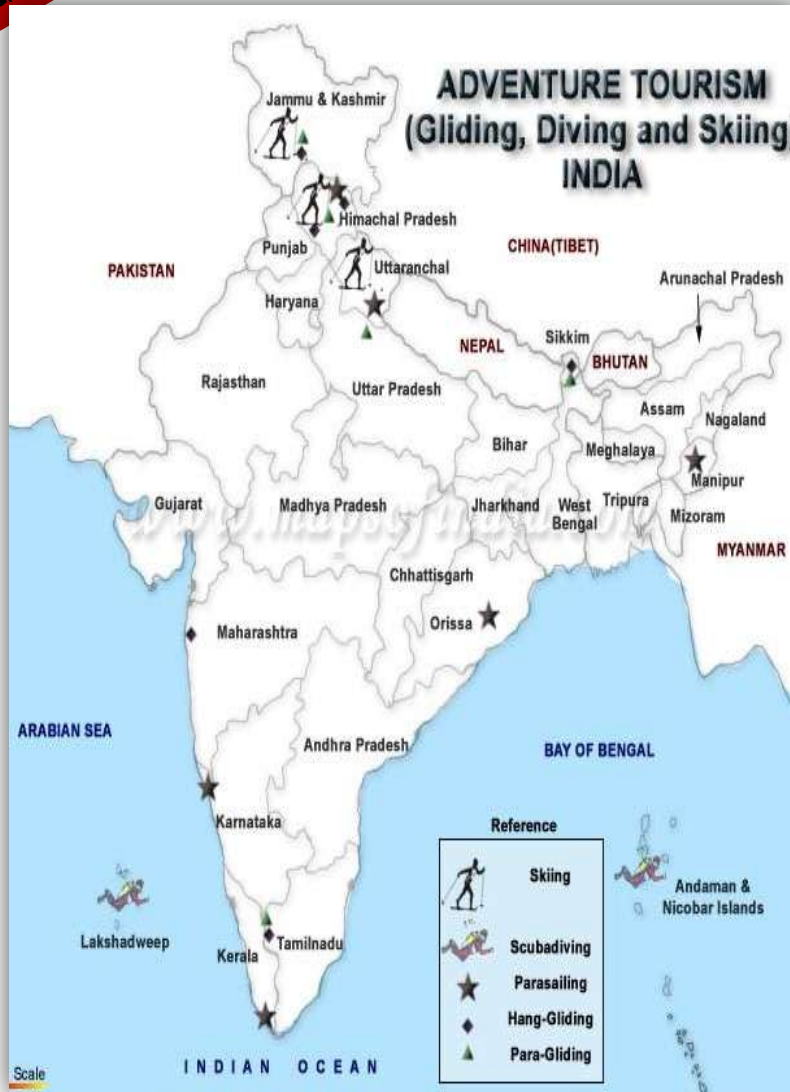 ADVENTURE TOURISM
(Gliding, Diving and Skiing)
INDIA
Jammu & Kashmir
Himachal Pradesh
Punjab
CHINA(TIBET)
PAKISTAN
Uttaranchal
Arunachal Pradesh
Haryana
NEPAL
Sikkim
BHUTAN
Rajasthan
Uttar Pradesh
Assam
Nagaland
Bihar
Meghalaya
Manipur
Gujarat
Madhya Pradesh
Jharkhand
West
Bengal
Tripura
Mizoram
www.mapsofindia.com
MYANMAR
Chhattisgarh
Orissa
Maharashtra
ARABIAN SEA
Andhra Pradesh
BAY OF BENGAL
Karnataka
Lakshadweep
Kerala
Tamilnadu
Andaman &
Nicobar Islands
Reference
Skiing
Scubadiving
Parasailing
Hang-Gliding
Para-Gliding
INDIAN OCEAN
Scale